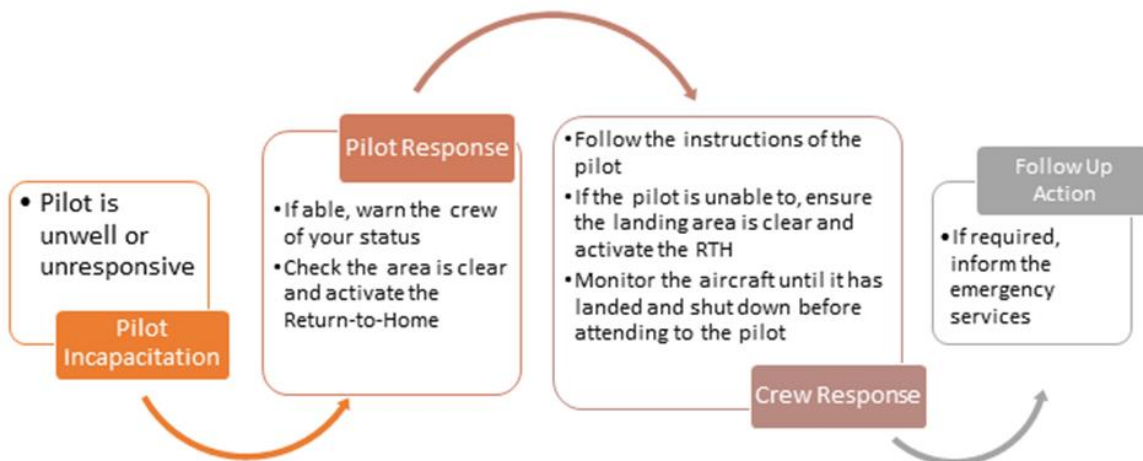 • Pilot is
unwell or
unresponsive
Pilot
Incapacitation
Pilot Response
•If able, warn the crew
of your status
•Check the area is clear
and activate the
Return-to-Home
•Follow the instructions of the
pilot
•If the pilot is unable to, ensure
the landing area is clear and
activate the RTH
•Monitor the aircraft until it has
landed and shut down before
attending to the pilot
Crew Response
Follow Up
Action
•If required,
inform the
emergency
services